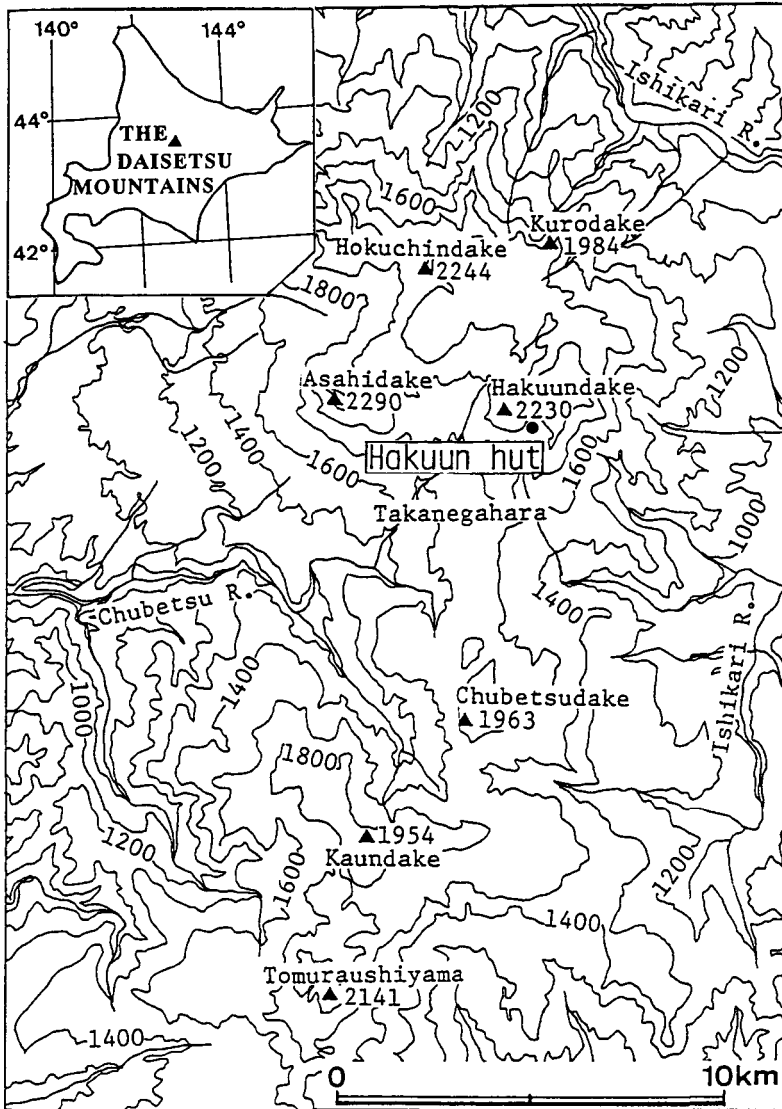 140°
144°
44°
THE
DAISETSU
MOUNTAINS
42°
Ishikari R.
1200
1600
Kurodake
1984
Hokuchindake
2244
1800
Asahidake
2290
Hakuundake
2230
1200
1400
1200
1600
Hakuun hut
1600
Takanegahara
1000
Chubetsu R.
1400
Ishikari R.
1400
1000
Chubetsudake
1963
1800
1954
Kaundake
1200
1600
1200
1400
Tomuraushiyama
2141
1400
0
10km